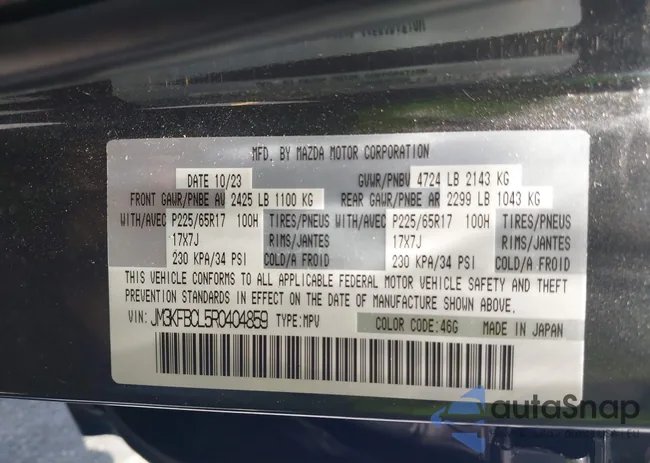 MFD. BY MAZDA MOTOR CORPORATION
DATE 10/23 GVWR/PNBV 4724 LB 2143 KG
FRONT GAWR/PNBE AV 2425 LB 1100 KG REAR GAWR/PNBE AR 2299 LB 1043 KG
WITH/AVEC P225/65R17 100H TIRES/PNEUS WITH/AVEC P225/65R17 100H TIRES/PNEUS
17X7J RIMS/JANTES 17X7J RIMS/JANTES
230 KPA/34 PSI COLD/A FROID 230 KPA/34 PSI COLD/A FROID
THIS VEHICLE CONFORMS TO ALL APPLICABLE FEDERAL MOTOR VEHICLE SAFETY AND THEFT
PREVENTION STANDARDS IN EFFECT ON THE DATE OF MANUFACTURE SHOWN ABOVE.
VIN: JM3KFBCL5R0404859 TYPE: MPV COLOR CODE: 46G MADE IN JAPAN
autoSnap